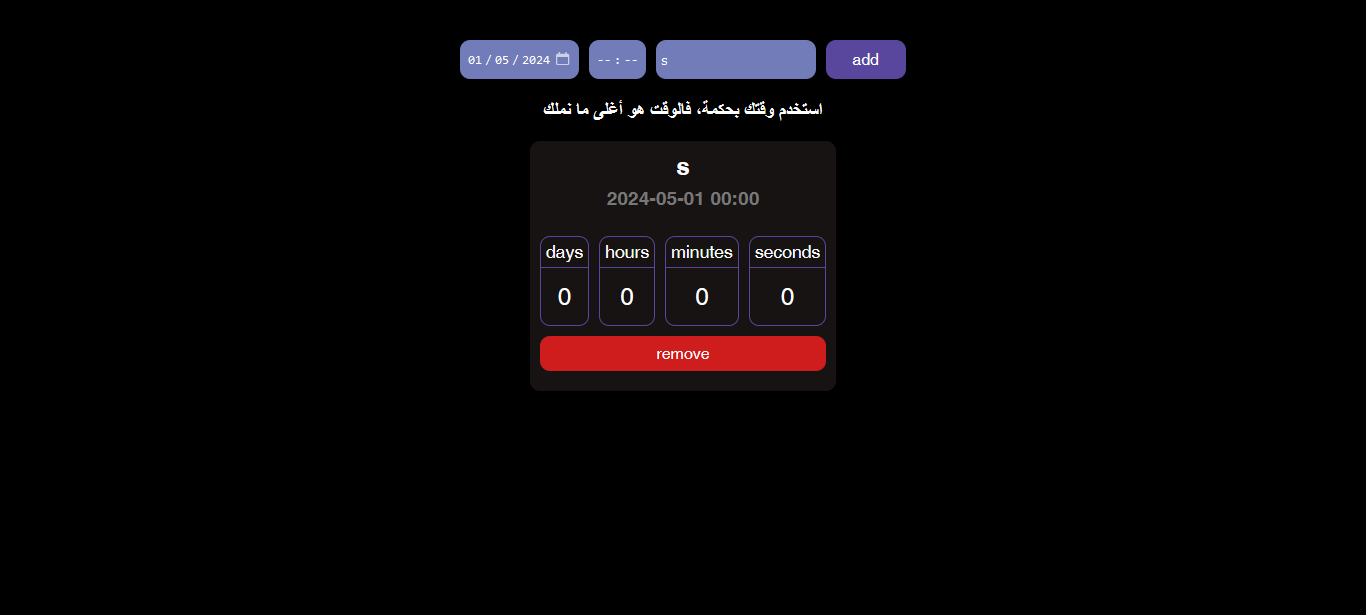 01 / 05 / 2024 -- : -- s add
استخدم وقتك بحكمة، فالوقت هو أغلى ما نملك
s
2024-05-01 00:00
days hours minutes seconds
0 0 0 0
remove